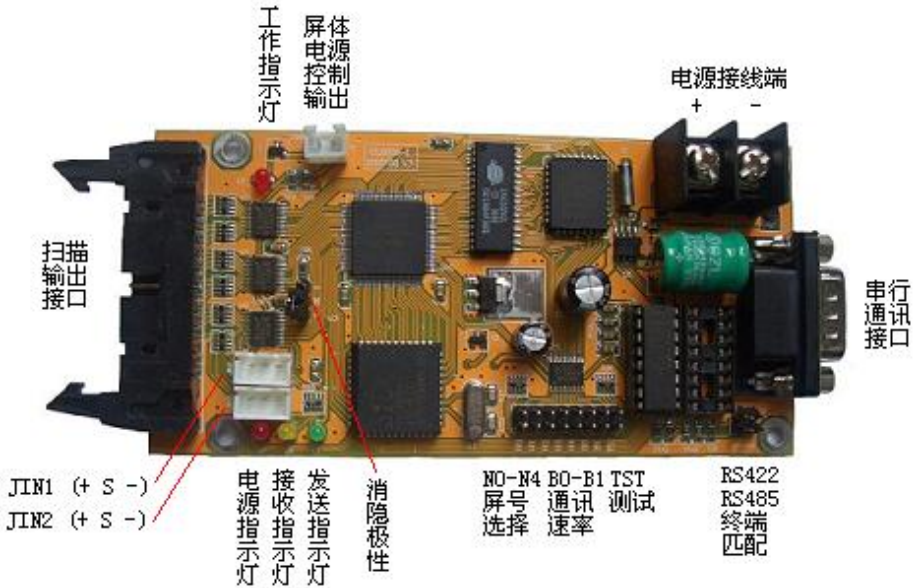 工作指示灯
屏体
电源
控制
输出
电源接线端
+ -
扫描
输出
接口
串行
通讯
接口
JIN1 (+ S -)
JIN2 (+ S -)
电源指示灯
接收指示灯
发送指示灯
消隐极性
N0-N4
屏号
选择
B0-B1
通讯
速率
TST
测试
RS422
RS485
终端
匹配